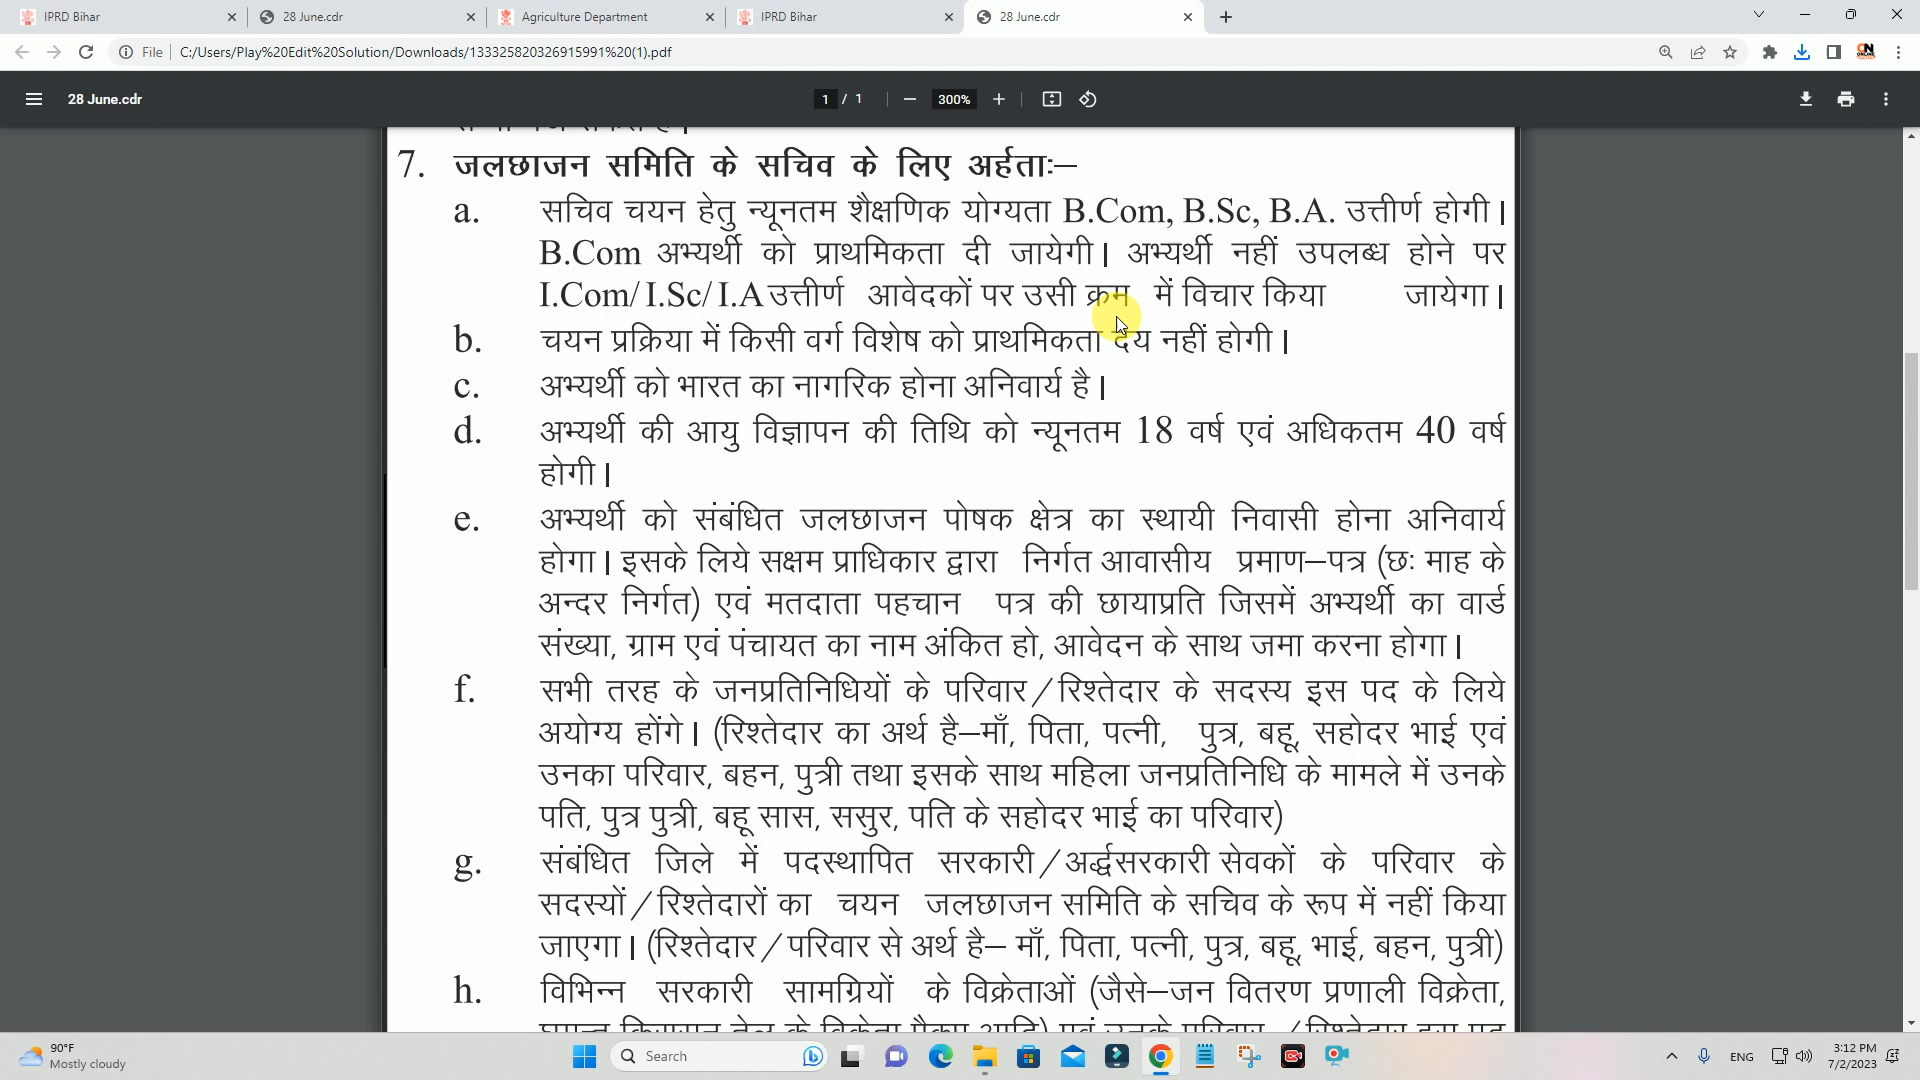 IPRD Bihar
28 June.cdr
Agriculture Department
IPRD Bihar
28 June.cdr
File
C:/Users/Play%20Edit%20Solution/Downloads/133325820326915991%20(1).pdf
28 June.cdr
1 / 1
300%
7. जलछाजन समिति के सचिव के लिए अर्हताः–
a. सचिव चयन हेतु न्यूनतम शैक्षणिक योग्यता B.Com, B.Sc, B.A. उत्तीर्ण होगी।
B.Com अभ्यर्थी को प्राथमिकता दी जायेगी। अभ्यर्थी नहीं उपलब्ध होने पर
I.Com/ I.Sc/ I.A उत्तीर्ण आवेदकों पर उसी क्रम में विचार किया जायेगा।
b. चयन प्रक्रिया में किसी वर्ग विशेष को प्राथमिकता देय नहीं होगी।
c. अभ्यर्थी को भारत का नागरिक होना अनिवार्य है।
d. अभ्यर्थी की आयु विज्ञापन की तिथि को न्यूनतम 18 वर्ष एवं अधिकतम 40 वर्ष
होगी।
e. अभ्यर्थी को संबंधित जलछाजन पोषक क्षेत्र का स्थायी निवासी होना अनिवार्य
होगा। इसके लिये सक्षम प्राधिकार द्वारा निर्गत आवासीय प्रमाण–पत्र (छः माह के
अन्दर निर्गत) एवं मतदाता पहचान पत्र की छायाप्रति जिसमें अभ्यर्थी का वार्ड
संख्या, ग्राम एवं पंचायत का नाम अंकित हो, आवेदन के साथ जमा करना होगा।
f. सभी तरह के जनप्रतिनिधियों के परिवार/रिश्तेदार के सदस्य इस पद के लिये
अयोग्य होंगे। (रिश्तेदार का अर्थ है–माँ, पिता, पत्नी, पुत्र, बहू, सहोदर भाई एवं
उनका परिवार, बहन, पुत्री तथा इसके साथ महिला जनप्रतिनिधि के मामले में उनके
पति, पुत्र पुत्री, बहू सास, ससुर, पति के सहोदर भाई का परिवार)
g. संबंधित जिले में पदस्थापित सरकारी/अर्द्धसरकारी सेवकों के परिवार के
सदस्यों/रिश्तेदारों का चयन जलछाजन समिति के सचिव के रूप में नहीं किया
जाएगा। (रिश्तेदार/परिवार से अर्थ है– माँ, पिता, पत्नी, पुत्र, बहू, भाई, बहन, पुत्री)
h. विभिन्न सरकारी सामग्रियों के विक्रेताओं (जैसे–जन वितरण प्रणाली विक्रेता,
90°F
Mostly cloudy
Search
ENG
3:12 PM
7/2/2023